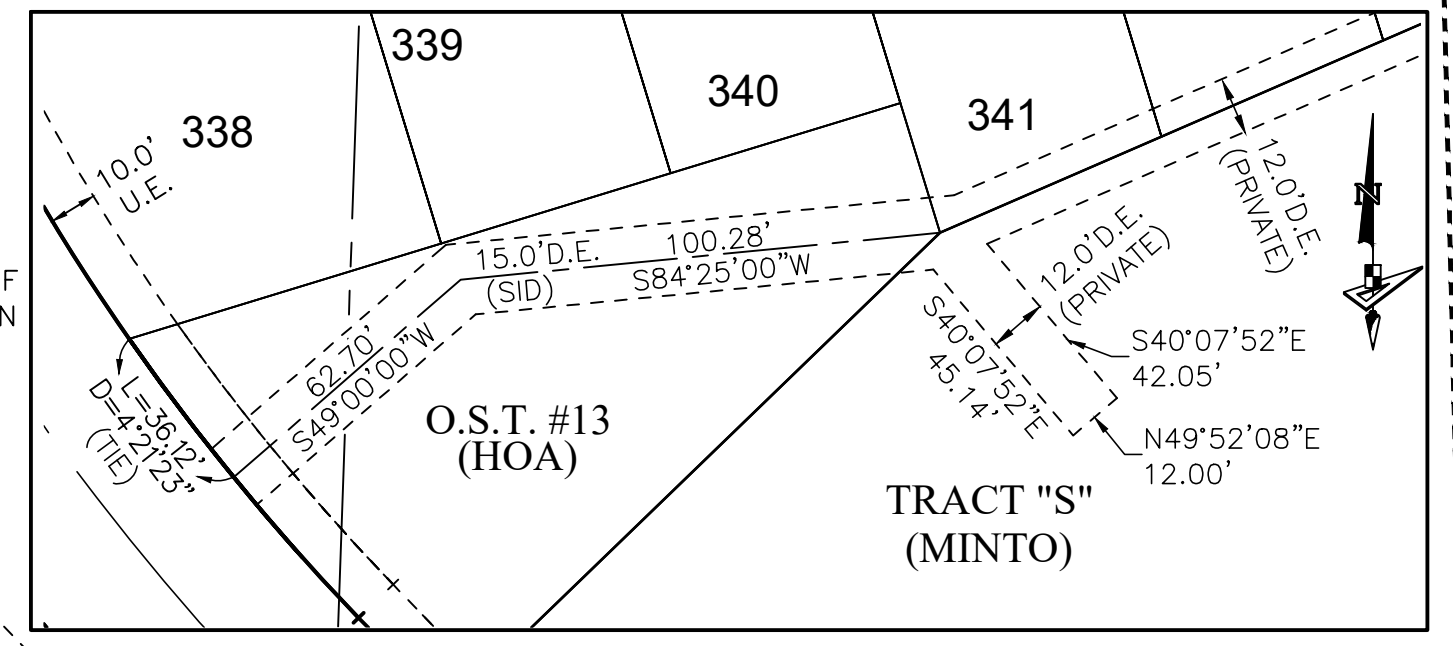 339
340
341
338
10.0'
U.E.
12.0'D.E.
(PRIVATE)
N
15.0'D.E.
(SID)
100.28'
S84°25'00"W
12.0'D.E.
(PRIVATE)
F
N
62.70'
S49°00'00"W
S40°07'52"E
45.14'
S40°07'52"E
42.05'
L=36.12'
D=4°21'23"
(TIE)
O.S.T. #13
(HOA)
N49°52'08"E
12.00'
TRACT "S"
(MINTO)